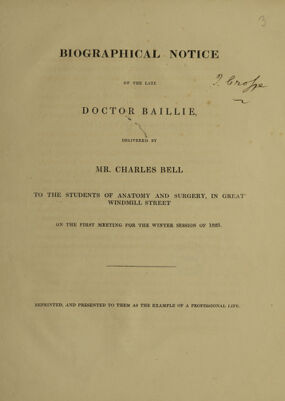 3
BIOGRAPHICAL NOTICE
OF THE LATE
DOCTOR BAILLIE,
DELIVERED BY
MR. CHARLES BELL
TO THE STUDENTS OF ANATOMY AND SURGERY, IN GREAT
WINDMILL STREET
ON THE FIRST MEETING FOR THE WINTER SESSION OF 1823.
REPRINTED, AND PRESENTED TO THEM AS THE EXAMPLE OF A PROFESSIONAL LIFE.